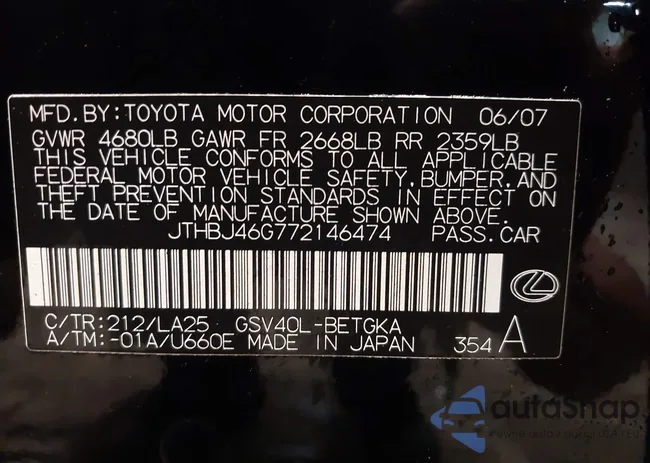 MFD.BY:TOYOTA MOTOR CORPORATION 06/07
GVWR 4680LB GAWR FR 2668LB RR 2359LB
THIS VEHICLE CONFORMS TO ALL APPLICABLE
FEDERAL MOTOR VEHICLE SAFETY,BUMPER,AND
THEFT PREVENTION STANDARDS IN EFFECT ON
THE DATE OF MANUFACTURE SHOWN ABOVE.
JTHBJ46G772146474 PASS.CAR
C/TR:212/LA25 GSV40L-BETGKA
A/TM:-01A/U660E MADE IN JAPAN 354 A
autoSnap